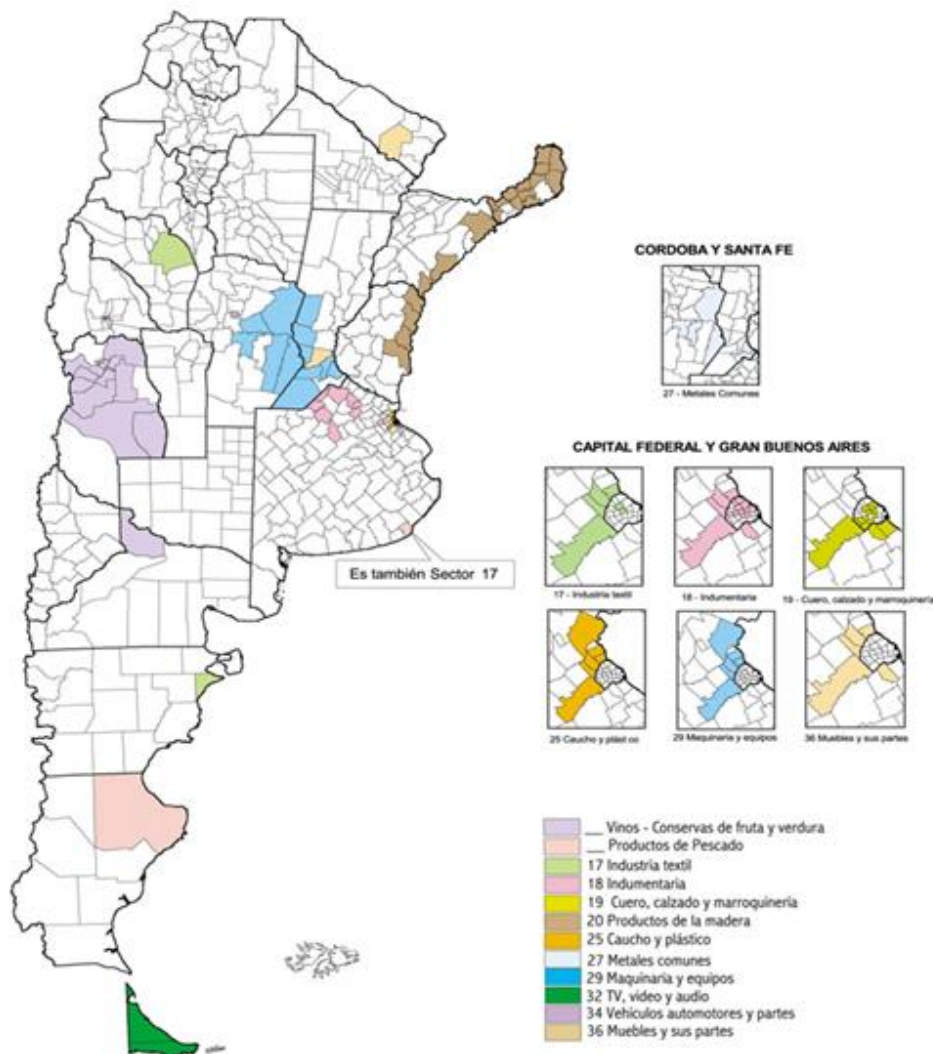 CORDOBA Y SANTA FE
27 - Metales Comunes
CAPITAL FEDERAL Y GRAN BUENOS AIRES
Es también Sector 17
17 - Industria textil
18 - Indumentaria
19 - Cuero, calzado y marroquinería
25 Caucho y plást co
29 Maquinaria y equipos
36 Muebles y sus partes
__ Vinos - Conservas de fruta y verdura
__ Productos de Pescado
17 Industria textil
18 Indumentaria
19 Cuero, calzado y marroquinería
20 Productos de la madera
25 Caucho y plástico
27 Metales comunes
29 Maquinaria y equipos
32 TV, video y audio
34 Vehículos automotores y partes
36 Muebles y sus partes